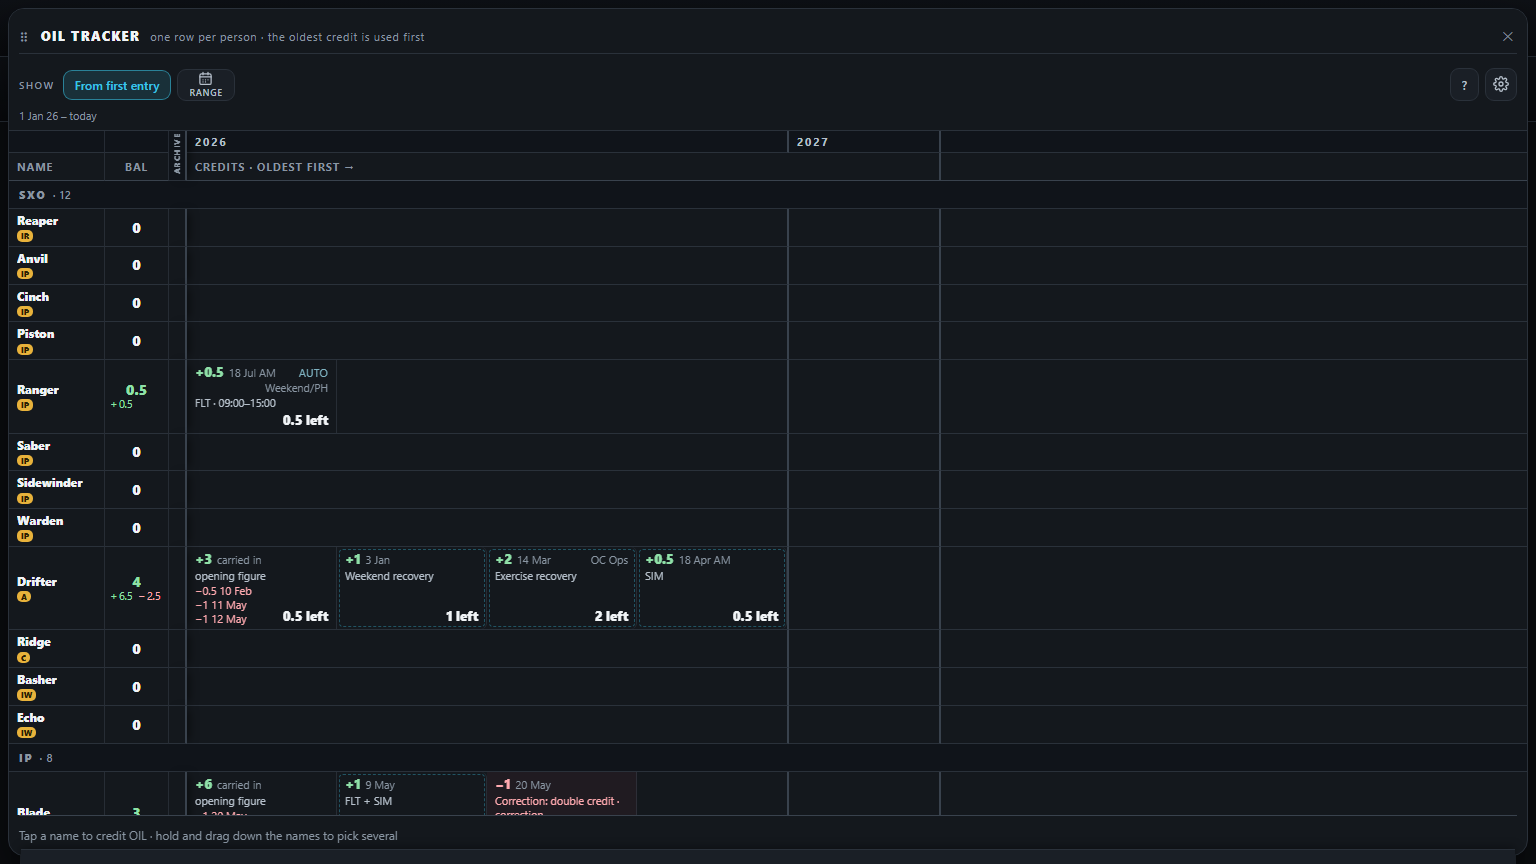 OIL TRACKER one row per person · the oldest credit is used first
SHOW From first entry RANGE ?
1 Jan 26 – today
ARCHIVE 2026 2027
NAME BAL CREDITS · OLDEST FIRST →
SXO · 12
Reaper 0
IR
Anvil 0
IP
Cinch 0
IP
Piston 0
IP
Ranger 0.5
IP +0.5
+0.5 18 Jul AM AUTO
Weekend/PH
FLT · 09:00–15:00
0.5 left
Saber 0
IP
Sidewinder 0
IP
Warden 0
IP
Drifter 4
A +6.5 −2.5
+3 carried in
opening figure
−0.5 10 Feb
−1 11 May
−1 12 May 0.5 left
+1 3 Jan
Weekend recovery
1 left
+2 14 Mar OC Ops
Exercise recovery
2 left
+0.5 18 Apr AM
SIM
0.5 left
Ridge 0
C
Basher 0
IW
Echo 0
IW
IP · 8
Blade 3
+6 carried in
opening figure
−1 20 May
+1 9 May
FLT + SIM
−1 20 May
Correction: double credit ·
correction
Tap a name to credit OIL · hold and drag down the names to pick several